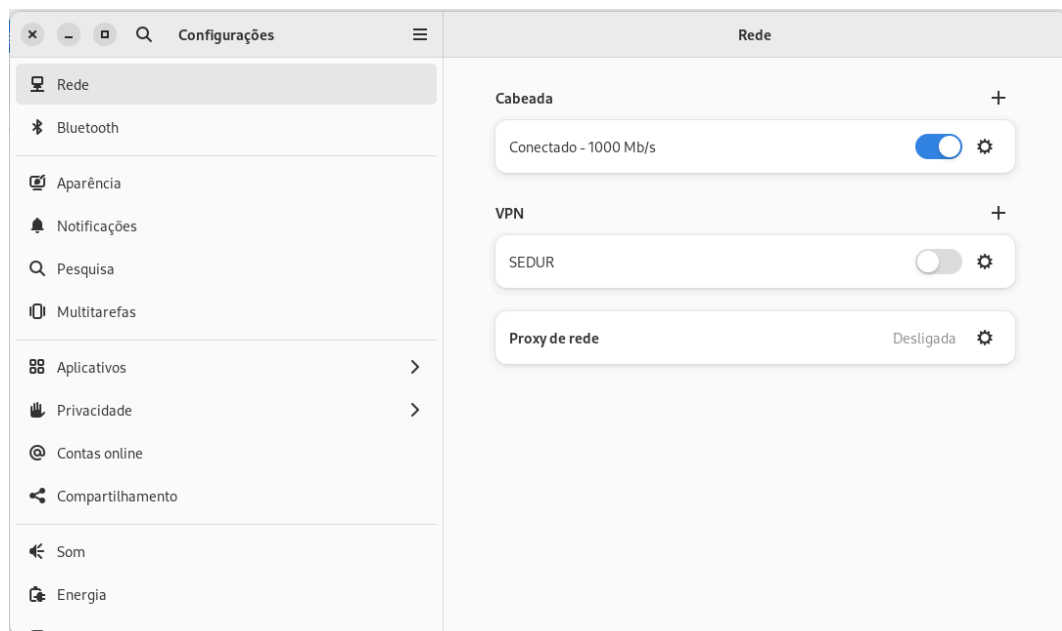 Configurações
Rede
Bluetooth
Aparência
Notificações
Pesquisa
Multitarefas
Aplicativos
Privacidade
Contas online
Compartilhamento
Som
Energia
Rede
Cabeada
Conectado - 1000 Mb/s
VPN
SEDUR
Proxy de rede Desligada